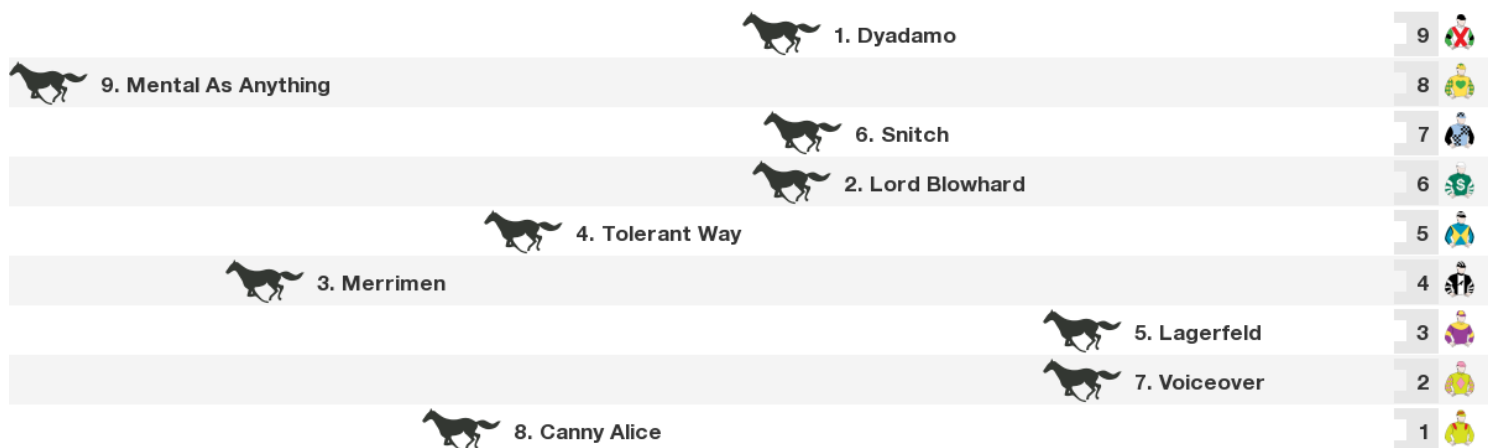 1. Dyadamo 9
9. Mental As Anything 8
6. Snitch 7
2. Lord Blowhard 6
$
4. Tolerant Way 5
3. Merrimen 4
5. Lagerfeld 3
7. Voiceover 2
8. Canny Alice 1